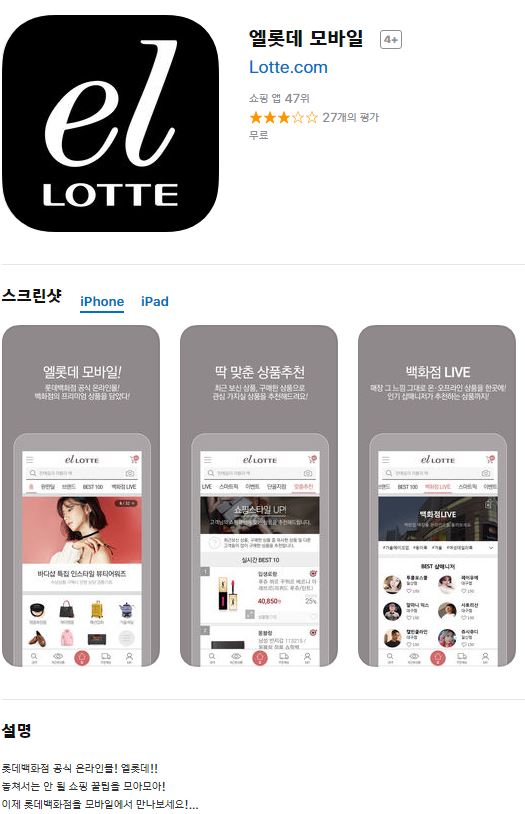 el
LOTTE
엘롯데 모바일 4+
Lotte.com
쇼핑 앱 47위
27개의 평가
무료
스크린샷 iPhone iPad
엘롯데 모바일!
롯데백화점 공식 온라인몰!
백화점의 프리미엄 상품을 담았다!
el LOTTE
홈 완판딜 브랜드 BEST 100 백화점 LIVE
바디샵 특집 인스타일 뷰티어워즈
딱 맞춘 상품추천
최근 보신 상품, 구매한 상품으로
관심 가지실 상품을 추천해드려요!
el LOTTE
LIVE 스마트픽 이벤트 단골지점 맞춤추천
쇼핑스타일 UP!
실시간 BEST 10
1
입생로랑
40,850원 25%
몽블랑
백화점 LIVE
매장 그 느낌 그대로 온·오프라인 상품을 한곳에!
인기 샵매니저가 추천하는 상품까지!
el LOTTE
브랜드 BEST 100 백화점LIVE 스마트픽 이벤트
백화점LIVE
BEST 샵매니저
설명
롯데백화점 공식 온라인몰! 엘롯데!!
놓쳐서는 안 될 쇼핑 꿀팁을 모아모아!
이제 롯데백화점을 모바일에서 만나보세요!...